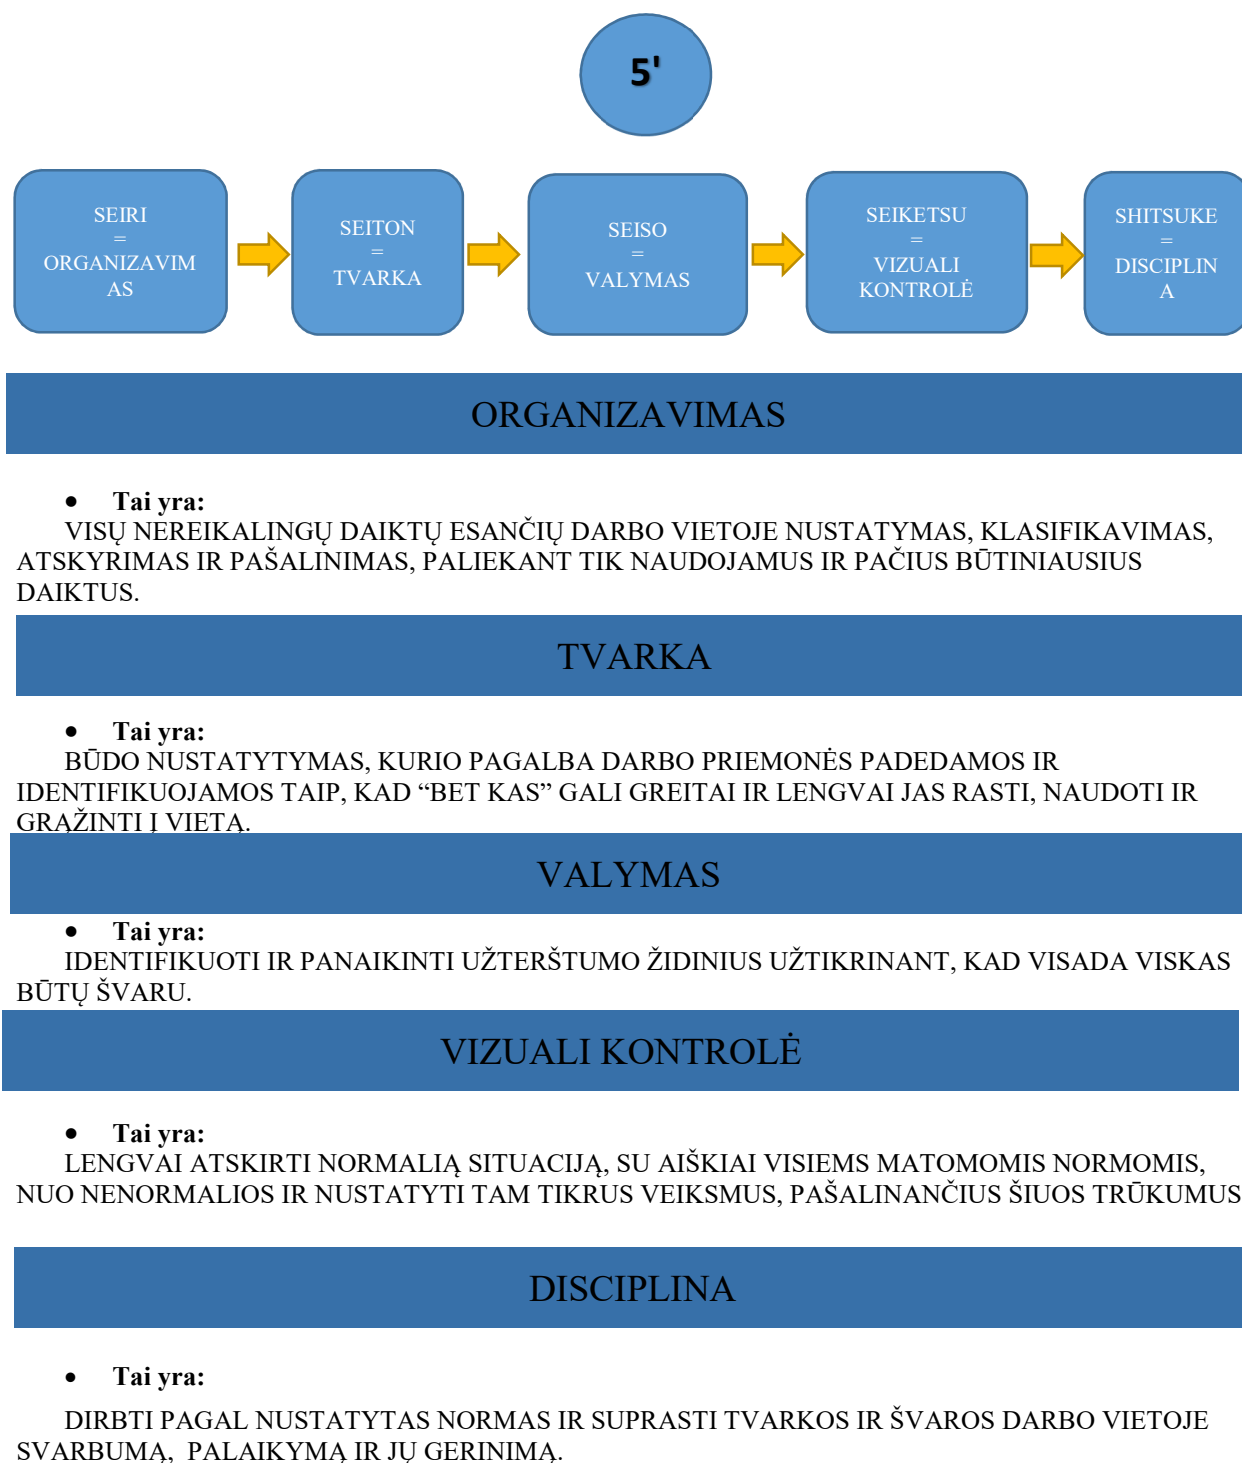 5'
SEIRI
=
ORGANIZAVIM
AS
SEITON
=
TVARKA
SEISO
=
VALYMAS
SEIKETSU
=
VIZUALI
KONTROLĖ
SHITSUKE
=
DISCIPLIN
A
ORGANIZAVIMAS
• Tai yra:
VISŲ NEREIKALINGŲ DAIKTŲ ESANČIŲ DARBO VIETOJE NUSTATYMAS, KLASIFIKAVIMAS,
ATSKYRIMAS IR PAŠALINIMAS, PALIEKANT TIK NAUDOJAMUS IR PAČIUS BŪTINIAUSIUS
DAIKTUS.
TVARKA
• Tai yra:
BŪDO NUSTATYTYMAS, KURIO PAGALBA DARBO PRIEMONĖS PADEDAMOS IR
IDENTIFIKUOJAMOS TAIP, KAD “BET KAS” GALI GREITAI IR LENGVAI JAS RASTI, NAUDOTI IR
GRĄŽINTI Į VIETĄ.
VALYMAS
• Tai yra:
IDENTIFIKUOTI IR PANAIKINTI UŽTERŠTUMO ŽIDINIUS UŽTIKRINANT, KAD VISADA VISKAS
BŪTŲ ŠVARU.
VIZUALI KONTROLĖ
• Tai yra:
LENGVAI ATSKIRTI NORMALIĄ SITUACIJĄ, SU AIŠKIAI VISIEMS MATOMOMIS NORMOMIS,
NUO NENORMALIOS IR NUSTATYTI TAM TIKRUS VEIKSMUS, PAŠALINANČIUS ŠIUOS TRŪKUMUS
DISCIPLINA
• Tai yra:
DIRBTI PAGAL NUSTATYTAS NORMAS IR SUPRASTI TVARKOS IR ŠVAROS DARBO VIETOJE
SVARBUMĄ, PALAIKYMĄ IR JŲ GERINIMĄ.